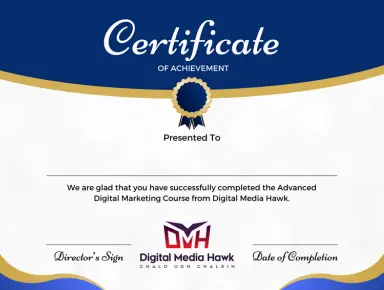 Certificate
OF ACHIEVEMENT
Presented To
We are glad that you have successfully completed the Advanced
Digital Marketing Course from Digital Media Hawk.
DMH
Director's Sign
Digital Media Hawk
Date of Completion
CHALO UDH CHALEIN